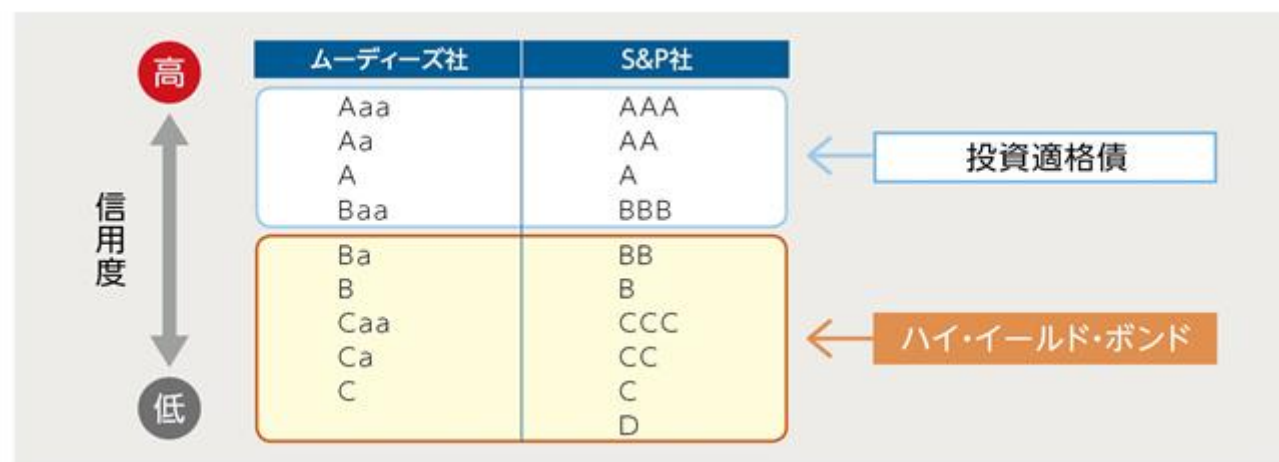 高
信用度
低
ムーディーズ社 S&P社
Aaa AAA
Aa AA
A A
Baa BBB
Ba BB
B B
Caa CCC
Ca CC
C C
D
投資適格債
ハイ・イールド・ボンド